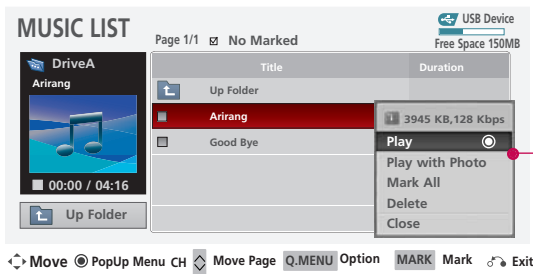 MUSIC LIST
Page 1/1 No Marked
USB Device
Free Space 150MB
DriveA
Arirang
00:00 / 04:16
Up Folder
Title Duration
Up Folder
Arirang
Good Bye
3945 KB,128 Kbps
Play
Play with Photo
Mark All
Delete
Close
Move PopUp Menu CH Move Page Q.MENU Option MARK Mark Exit